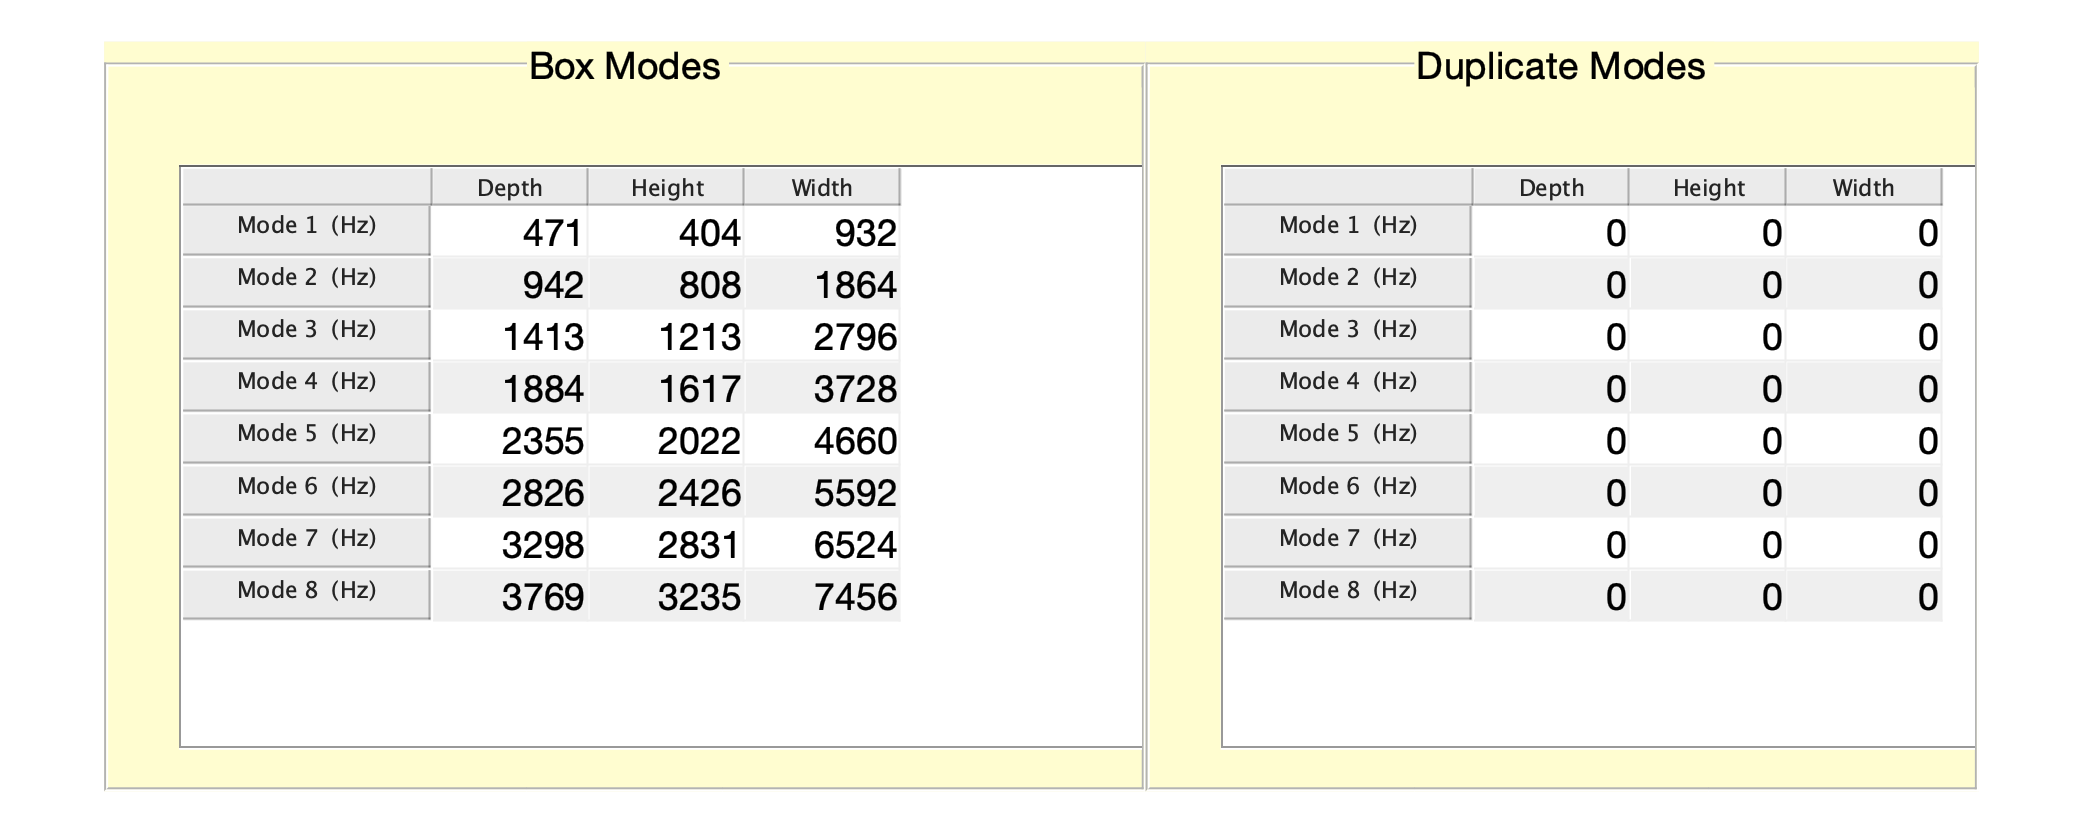 Box Modes
Depth Height Width
Mode 1 (Hz) 471 404 932
Mode 2 (Hz) 942 808 1864
Mode 3 (Hz) 1413 1213 2796
Mode 4 (Hz) 1884 1617 3728
Mode 5 (Hz) 2355 2022 4660
Mode 6 (Hz) 2826 2426 5592
Mode 7 (Hz) 3298 2831 6524
Mode 8 (Hz) 3769 3235 7456
Duplicate Modes
Depth Height Width
Mode 1 (Hz) 0 0 0
Mode 2 (Hz) 0 0 0
Mode 3 (Hz) 0 0 0
Mode 4 (Hz) 0 0 0
Mode 5 (Hz) 0 0 0
Mode 6 (Hz) 0 0 0
Mode 7 (Hz) 0 0 0
Mode 8 (Hz) 0 0 0